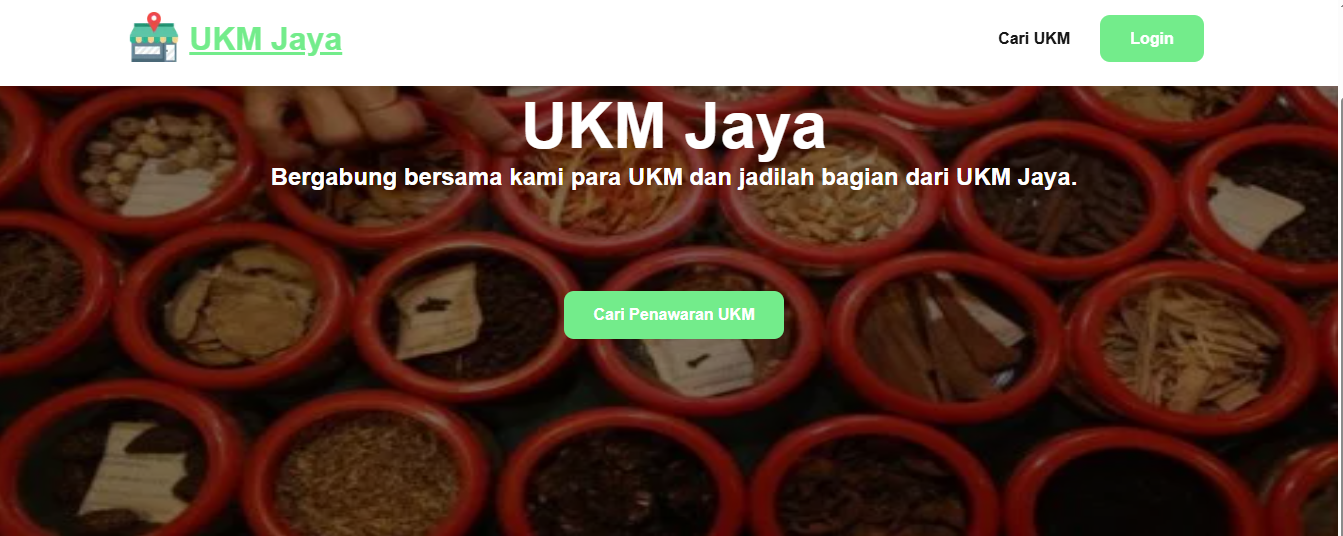 UKM Jaya
Cari UKM
Login
UKM Jaya
Bergabung bersama kami para UKM dan jadilah bagian dari UKM Jaya.
Cari Penawaran UKM